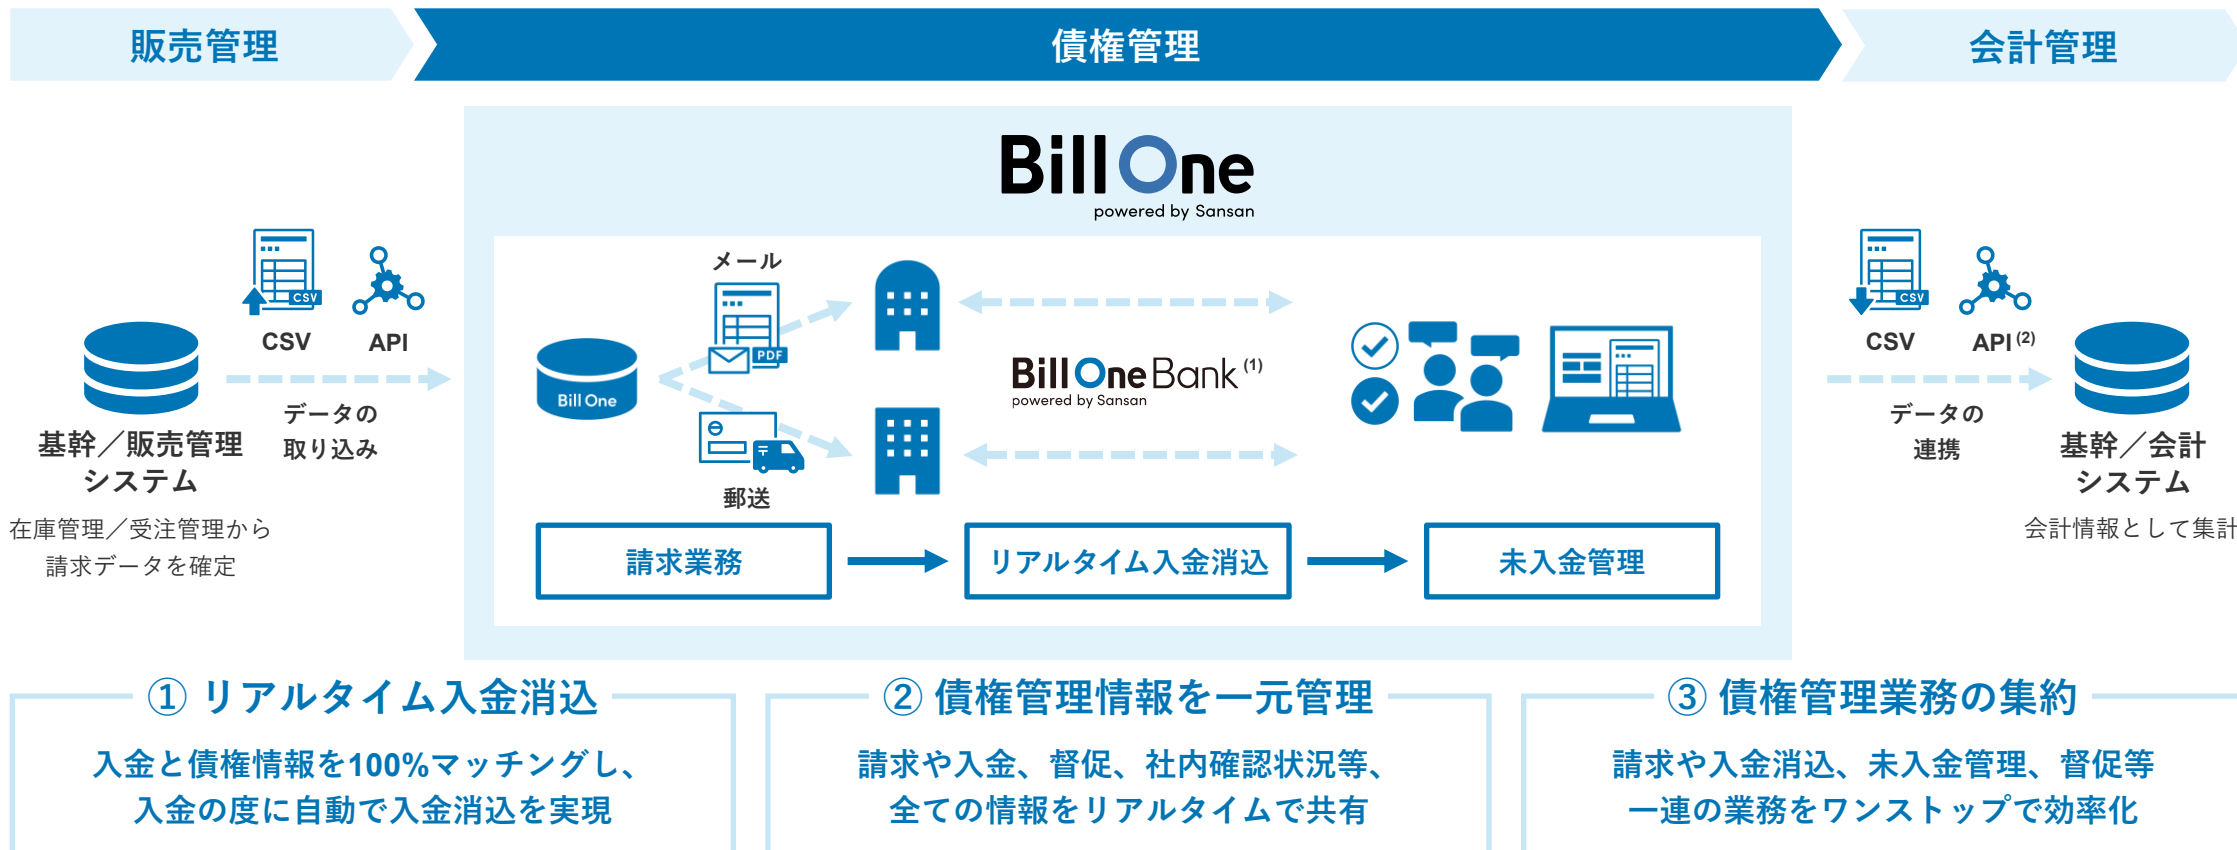 販売管理
債権管理
会計管理
Bill One
powered by Sansan
CSV
CSV
API
データの
取り込み
基幹／販売管理
システム
在庫管理／受注管理から
請求データを確定
Bill One
メール
PDF
郵送
Bill One Bank (1)
powered by Sansan
請求業務
リアルタイム入金消込
未入金管理
CSV
CSV
API (2)
データの
連携
基幹／会計
システム
会計情報として集計
① リアルタイム入金消込
入金と債権情報を100%マッチングし、
入金の度に自動で入金消込を実現
② 債権管理情報を一元管理
請求や入金、督促、社内確認状況等、
全ての情報をリアルタイムで共有
③ 債権管理業務の集約
請求や入金消込、未入金管理、督促等
一連の業務をワンストップで効率化